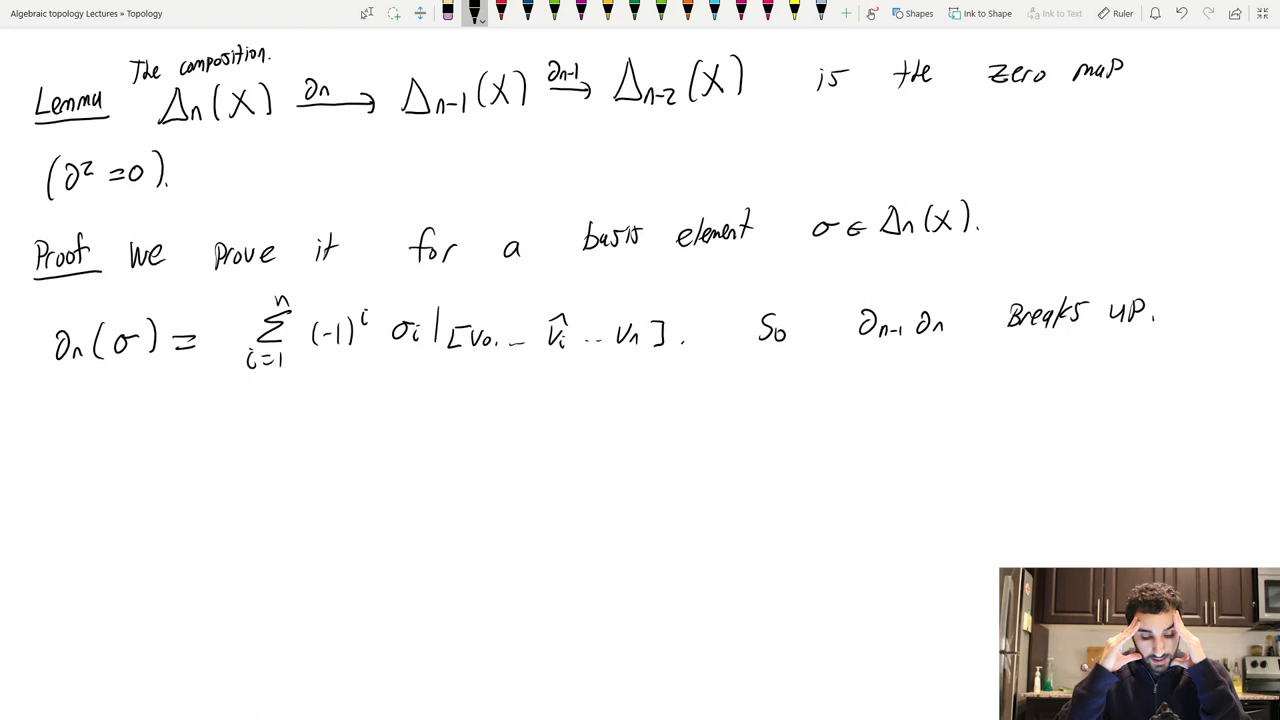 Algebraic topology Lectures » Topology
Shapes Ink to Shape Ink to Text Ruler
The composition.
Lemma Δn(X) ∂n→ Δn-1(X) ∂n-1→ Δn-2(X) is the zero map
(∂² = 0).
Proof We prove it for a basis element σ ∈ Δn(X).
∂n(σ) = Σ_{i=1}^{n} (-1)^i σi|[v0, ... v̂i ... vn]. So ∂n-1 ∂n Breaks up.